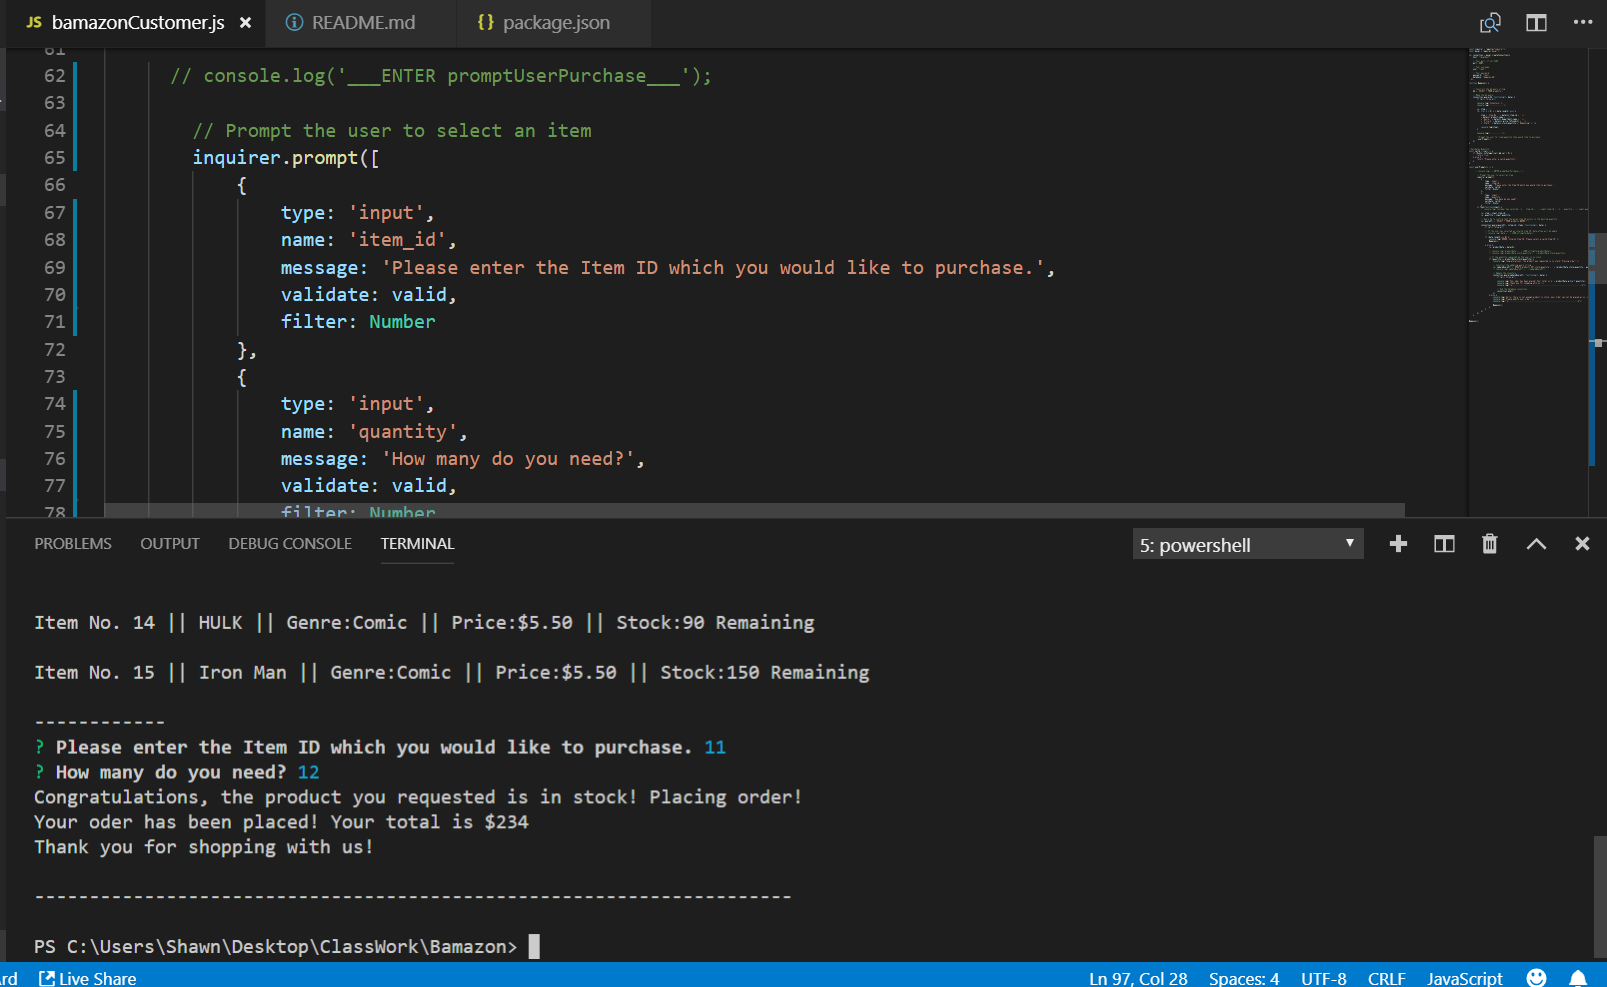 JS bamazonCustomer.js × README.md {} package.json
61
62 // console.log('___ENTER promptUserPurchase___');
63
64 // Prompt the user to select an item
65 inquirer.prompt([
66 {
67 type: 'input',
68 name: 'item_id',
69 message: 'Please enter the Item ID which you would like to purchase.',
70 validate: valid,
71 filter: Number
72 },
73 {
74 type: 'input',
75 name: 'quantity',
76 message: 'How many do you need?',
77 validate: valid,
78 filter: Number
PROBLEMS OUTPUT DEBUG CONSOLE TERMINAL 5: powershell
Item No. 14 || HULK || Genre:Comic || Price:$5.50 || Stock:90 Remaining
Item No. 15 || Iron Man || Genre:Comic || Price:$5.50 || Stock:150 Remaining
------------
? Please enter the Item ID which you would like to purchase. 11
? How many do you need? 12
Congratulations, the product you requested is in stock! Placing order!
Your oder has been placed! Your total is $234
Thank you for shopping with us!
---------------------------------------------------------------------
PS C:\Users\Shawn\Desktop\ClassWork\Bamazon>
rd Live Share Ln 97, Col 28 Spaces: 4 UTF-8 CRLF JavaScript